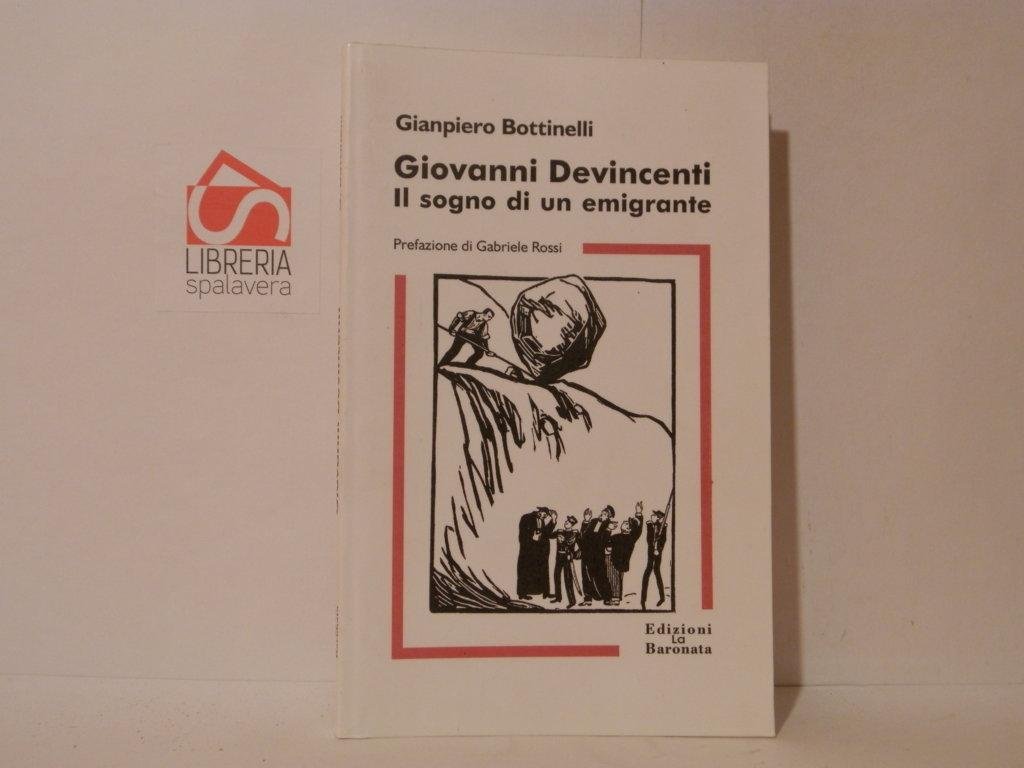 Gianpiero Bottinelli
Giovanni Devincenti
Il sogno di un emigrante
Prefazione di Gabriele Rossi
LIBRERIA
spalavera
Edizioni
La
Baronata